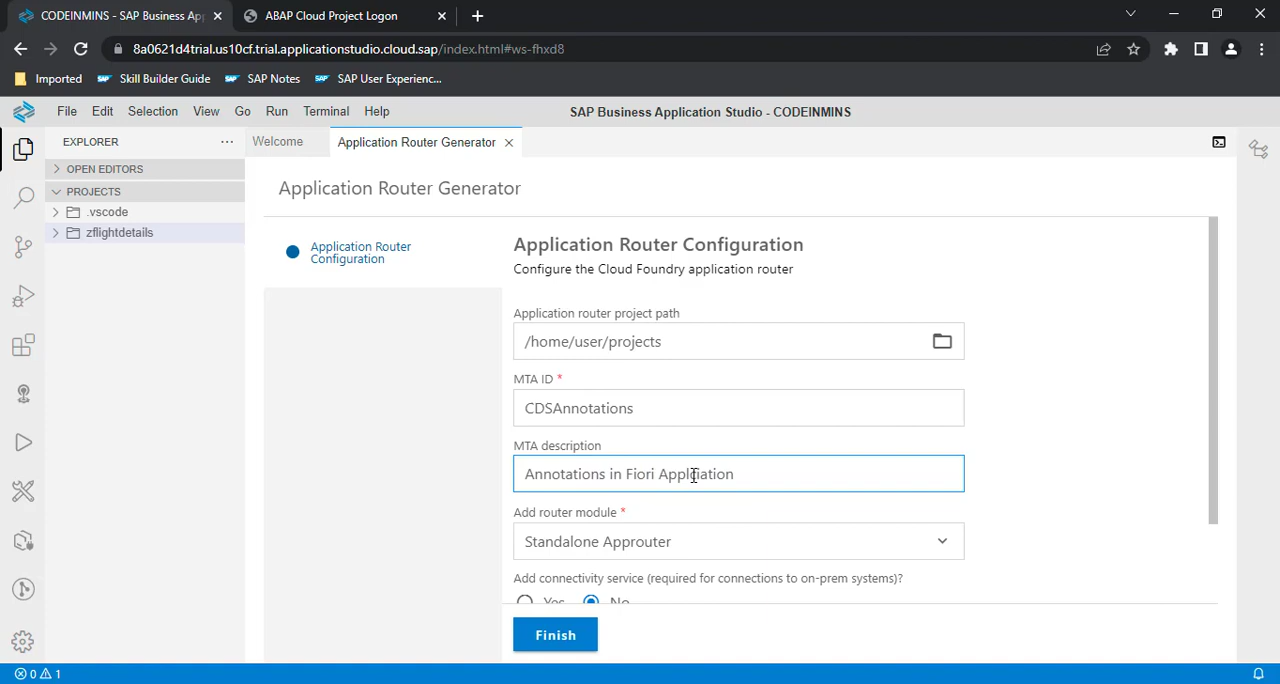 CODEINMINS - SAP Business App
ABAP Cloud Project Logon
8a0621d4trial.us10cf.trial.applicationstudio.cloud.sap/index.html#ws-fhxd8
Imported
Skill Builder Guide
SAP Notes
SAP User Experienc...
File Edit Selection View Go Run Terminal Help
SAP Business Application Studio - CODEINMINS
EXPLORER
Welcome
Application Router Generator
OPEN EDITORS
PROJECTS
.vscode
zflightdetails
Application Router Generator
Application Router Configuration
Application Router Configuration
Configure the Cloud Foundry application router
Application router project path
/home/user/projects
MTA ID *
CDSAnnotations
MTA description
Annotations in Fiori Application
Add router module *
Standalone Approuter
Add connectivity service (required for connections to on-prem systems)?
Yes No
Finish
0 1